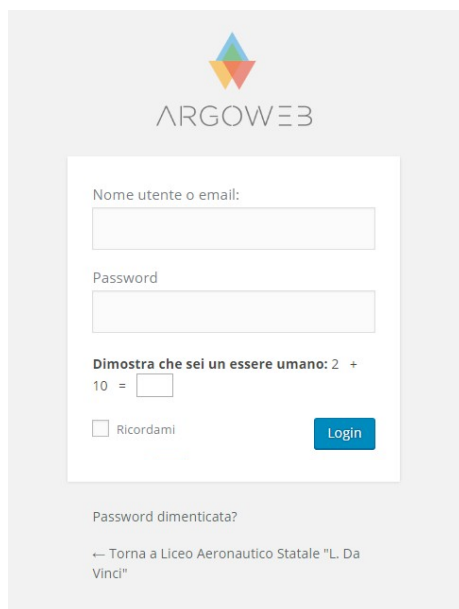 ARGOWEB
Nome utente o email:
Password
Dimostra che sei un essere umano: 2 +
10 =
Ricordami
Login
Password dimenticata?
← Torna a Liceo Aeronautico Statale "L. Da
Vinci"